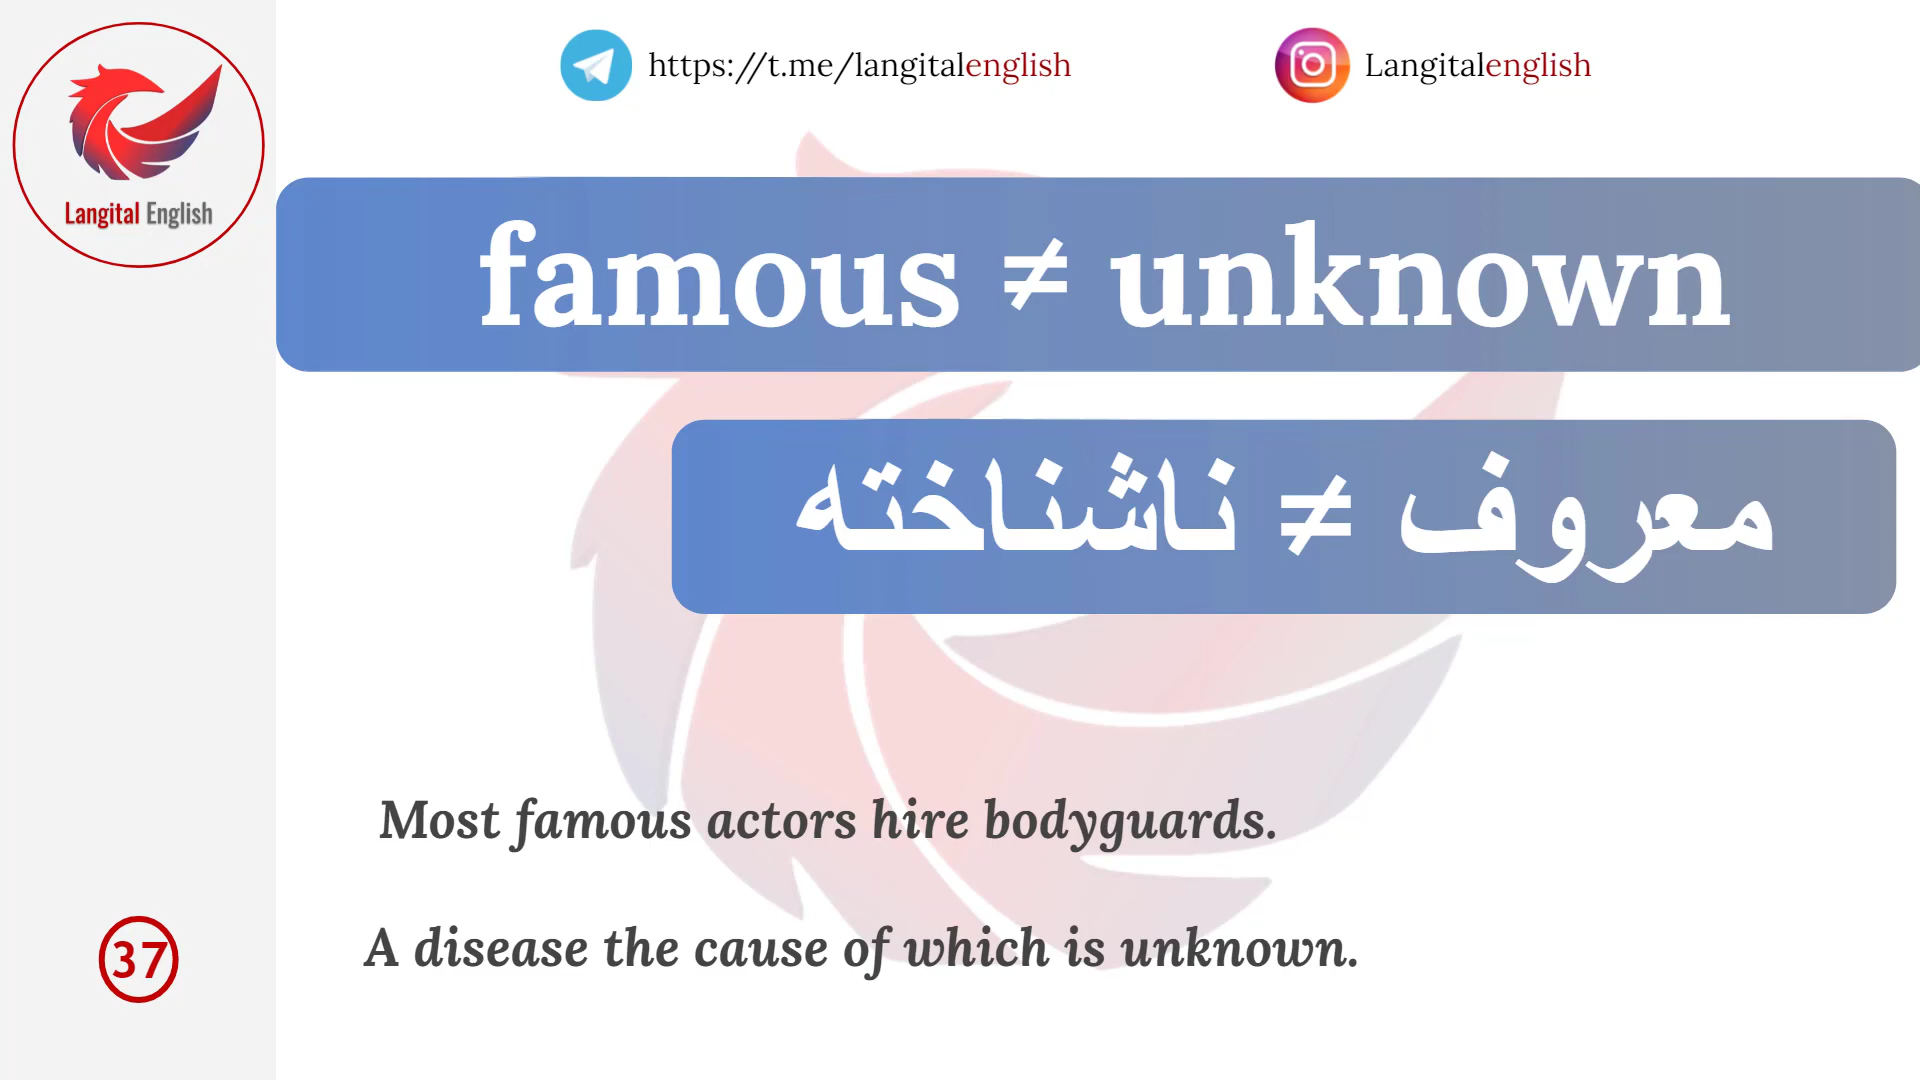 Langital English
https://t.me/langitalenglish
Langitalenglish
famous ≠ unknown
معروف ≠ ناشناخته
Most famous actors hire bodyguards.
A disease the cause of which is unknown.
37